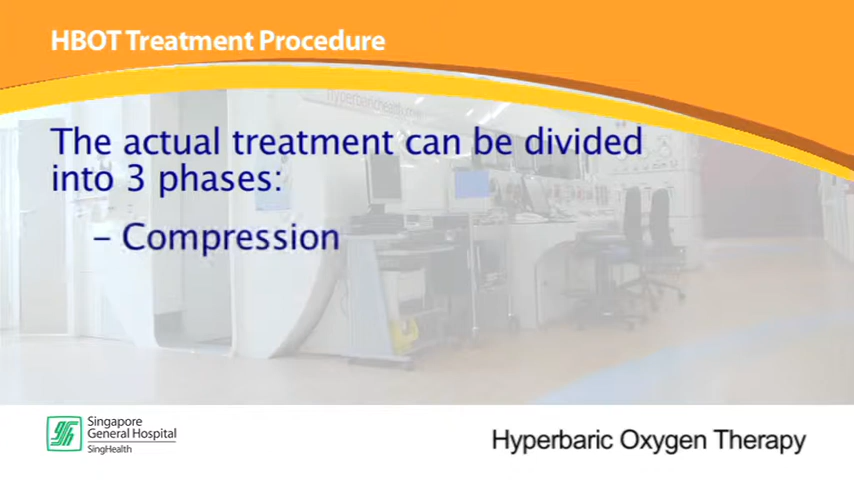 HBOT Treatment Procedure
The actual treatment can be divided
into 3 phases:
– Compression
Singapore
General Hospital
SingHealth
Hyperbaric Oxygen Therapy